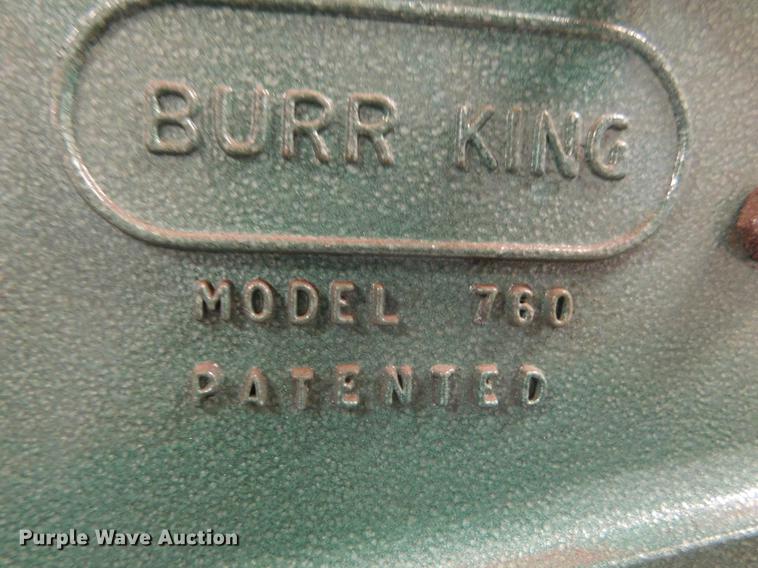 BURR KING
MODEL 760
PATENTED
Purple Wave Auction